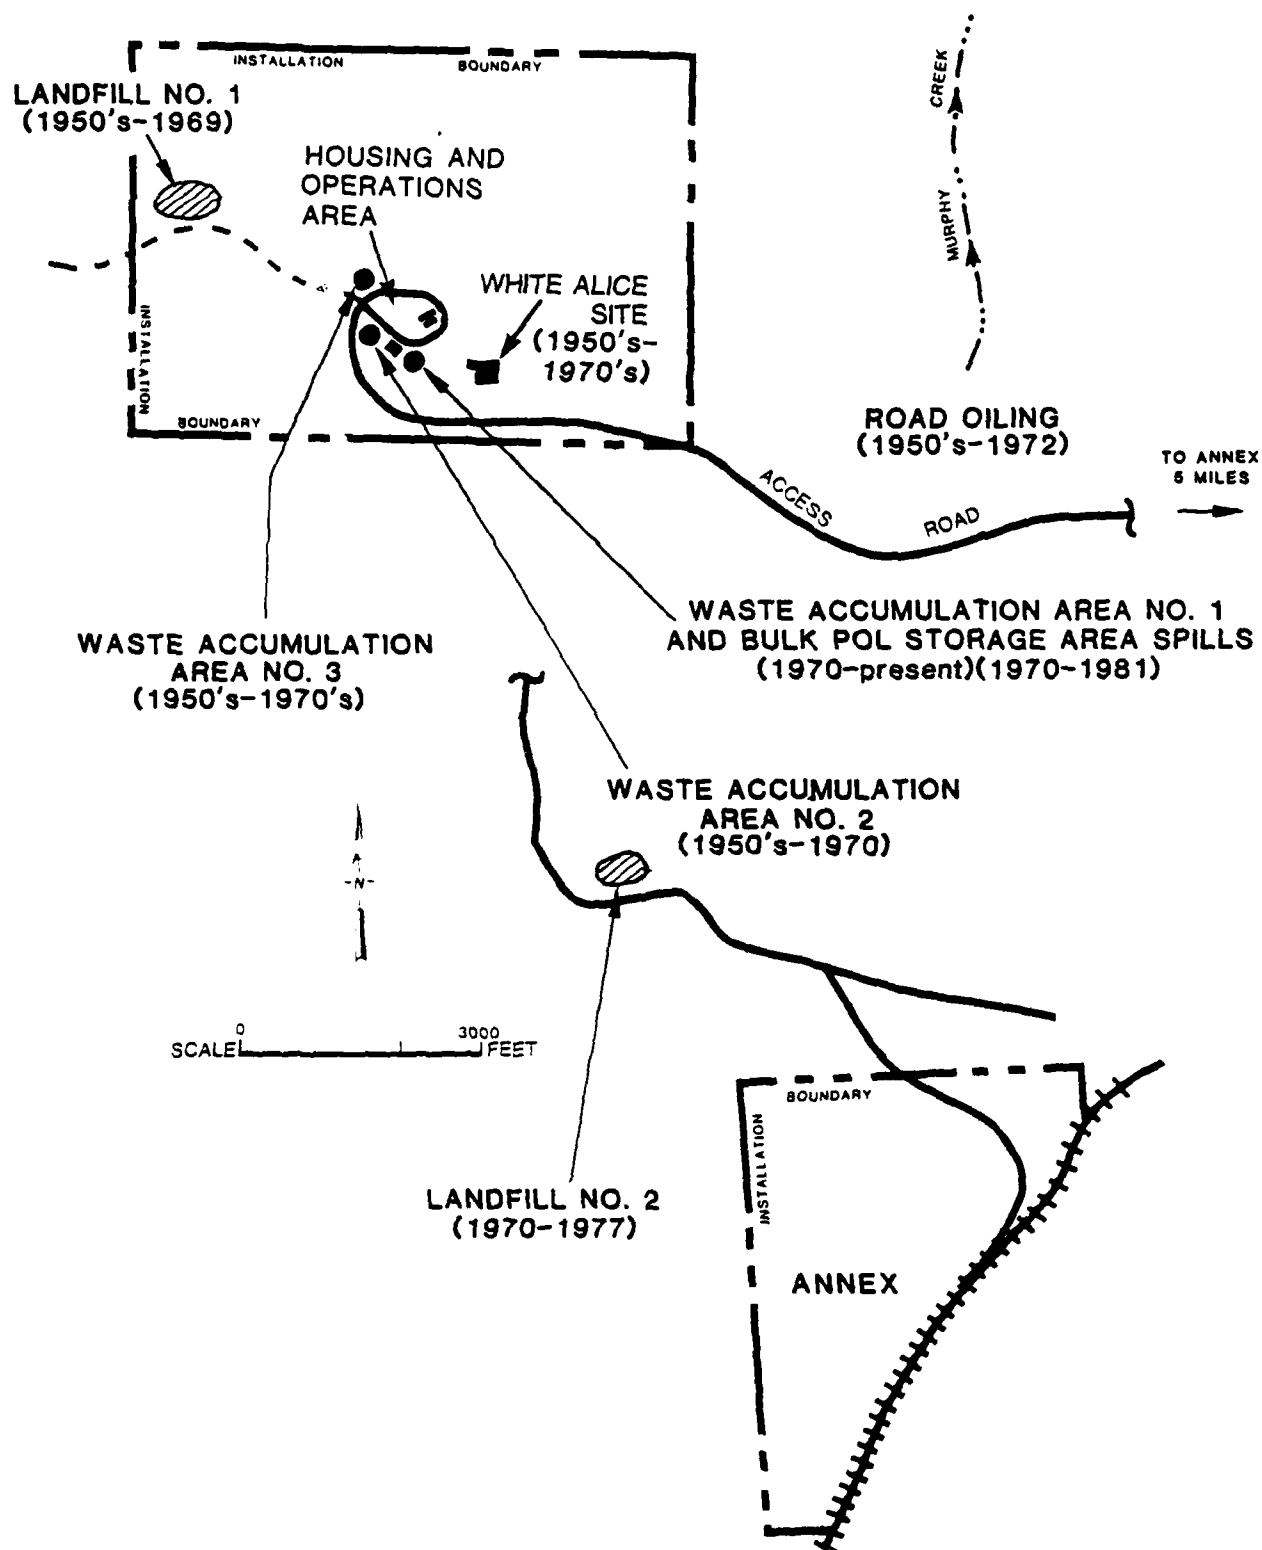 INSTALLATION BOUNDARY
LANDFILL NO. 1
(1950's-1969)
HOUSING AND
OPERATIONS
AREA
CREEK
MURPHY
WHITE ALICE
SITE
(1950's-
1970's)
INSTALLATION
BOUNDARY
ROAD OILING
(1950's-1972)
TO ANNEX
5 MILES
ACCESS ROAD
WASTE ACCUMULATION AREA NO. 1
AND BULK POL STORAGE AREA SPILLS
(1970-present)(1970-1981)
WASTE ACCUMULATION
AREA NO. 3
(1950's-1970's)
WASTE ACCUMULATION
AREA NO. 2
(1950's-1970)
N
0 3000
SCALE FEET
BOUNDARY
INSTALLATION
LANDFILL NO. 2
(1970-1977)
ANNEX